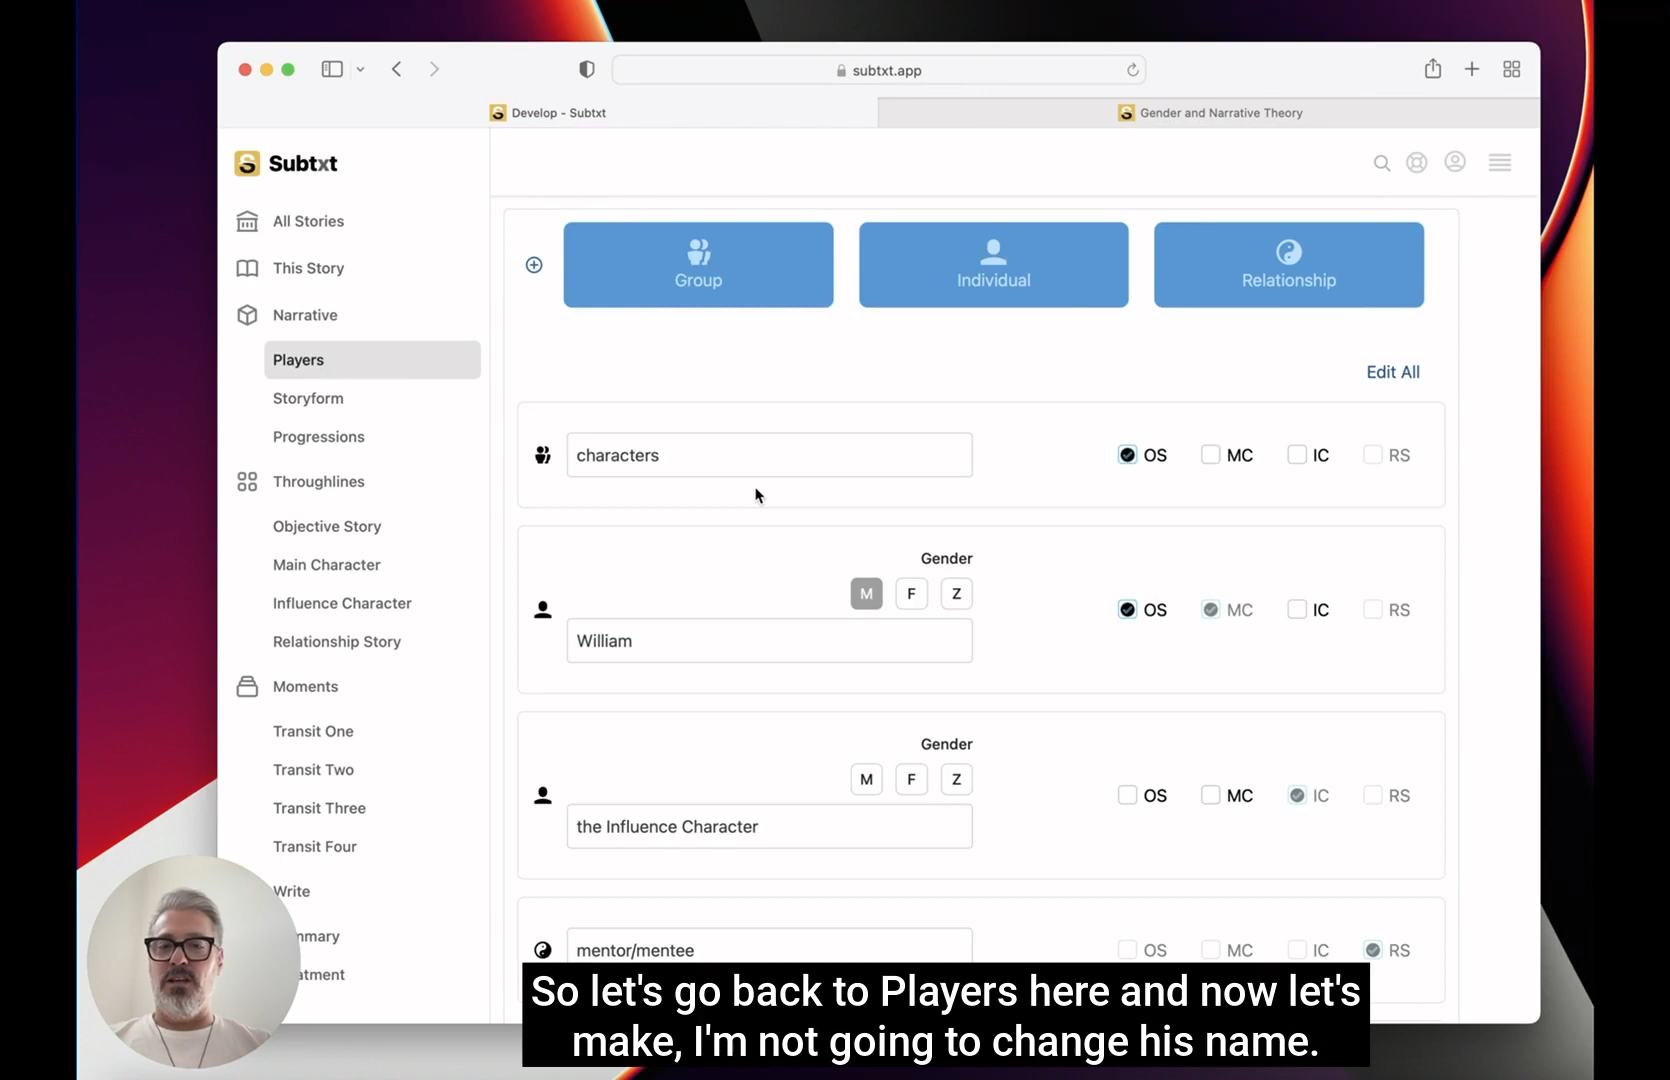 subtxt.app
Develop - Subtxt
Gender and Narrative Theory
Subtxt
All Stories
This Story
Narrative
Players
Storyform
Progressions
Throughlines
Objective Story
Main Character
Influence Character
Relationship Story
Moments
Transit One
Transit Two
Transit Three
Transit Four
Write
mmary
atment
Group
Individual
Relationship
Edit All
characters
OS MC IC RS
Gender
M F Z
William
OS MC IC RS
Gender
M F Z
the Influence Character
OS MC IC RS
mentor/mentee
OS MC IC RS
So let's go back to Players here and now let's
make, I'm not going to change his name.